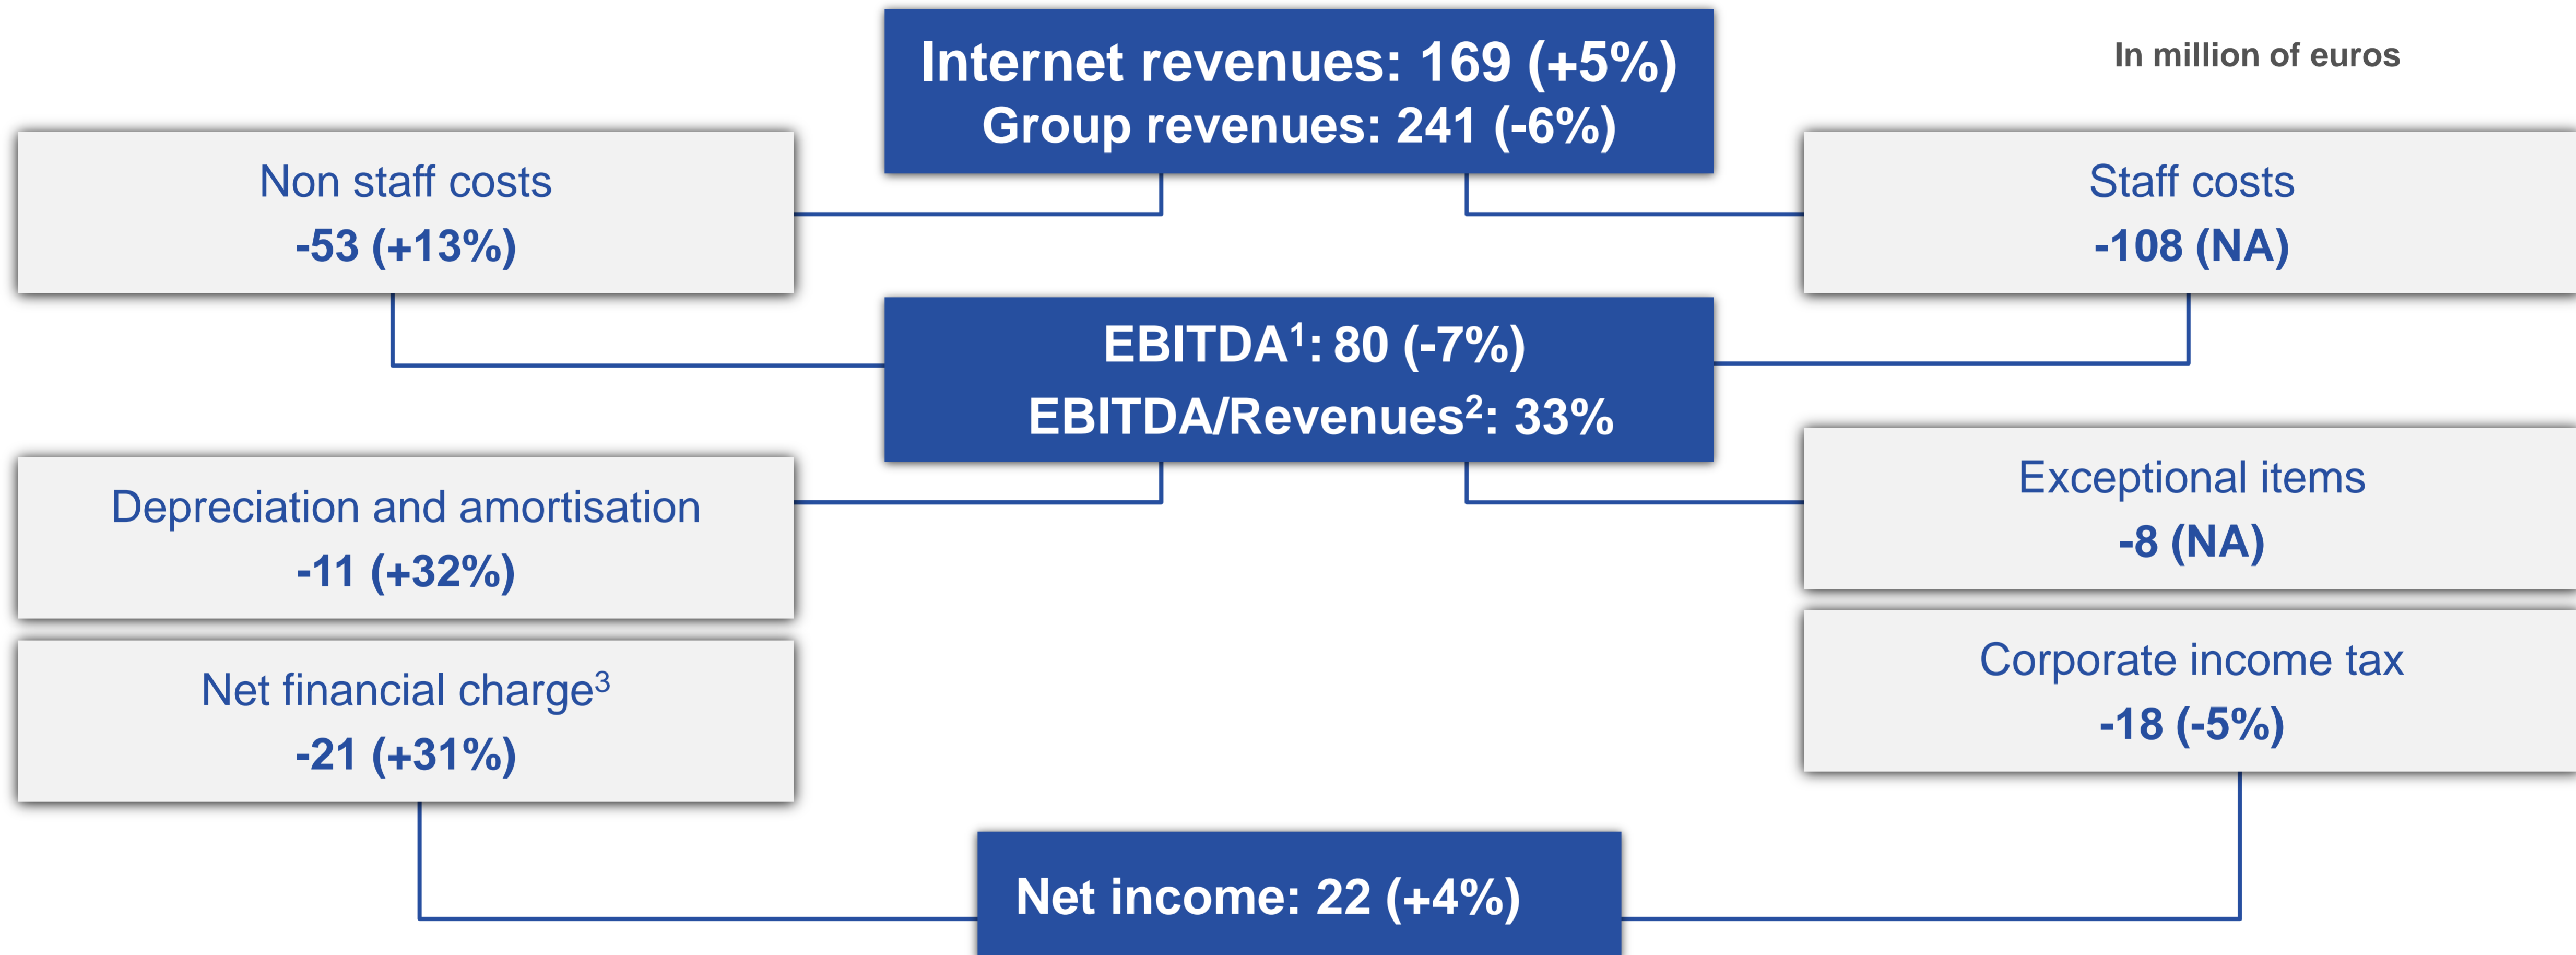 Internet revenues: 169 (+5%)
Group revenues: 241 (-6%)
In million of euros
Non staff costs
-53 (+13%)
Staff costs
-108 (NA)
EBITDA¹: 80 (-7%)
EBITDA/Revenues²: 33%
Depreciation and amortisation
-11 (+32%)
Exceptional items
-8 (NA)
Net financial charge³
-21 (+31%)
Corporate income tax
-18 (-5%)
Net income: 22 (+4%)